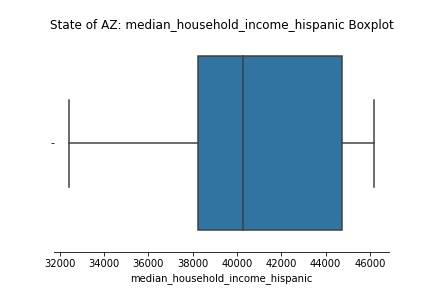 State of AZ: median_household_income_hispanic Boxplot
-
32000 34000 36000 38000 40000 42000 44000 46000
median_household_income_hispanic